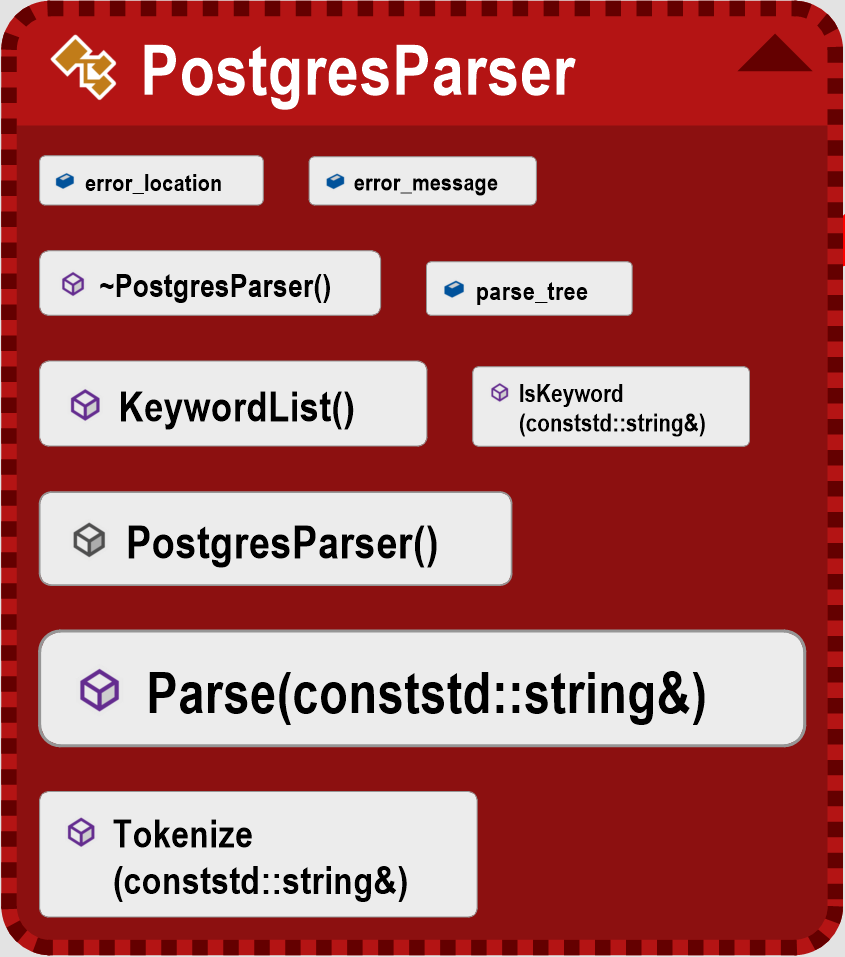 PostgresParser
error_location
error_message
~PostgresParser()
parse_tree
KeywordList()
IsKeyword
(conststd::string&)
PostgresParser()
Parse(conststd::string&)
Tokenize
(conststd::string&)